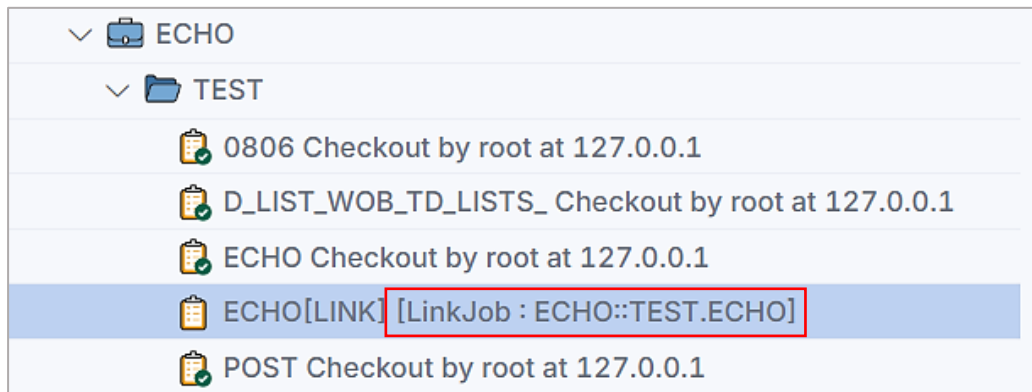 ECHO
TEST
0806 Checkout by root at 127.0.0.1
D_LIST_WOB_TD_LISTS_ Checkout by root at 127.0.0.1
ECHO Checkout by root at 127.0.0.1
ECHO[LINK] [LinkJob : ECHO::TEST.ECHO]
POST Checkout by root at 127.0.0.1